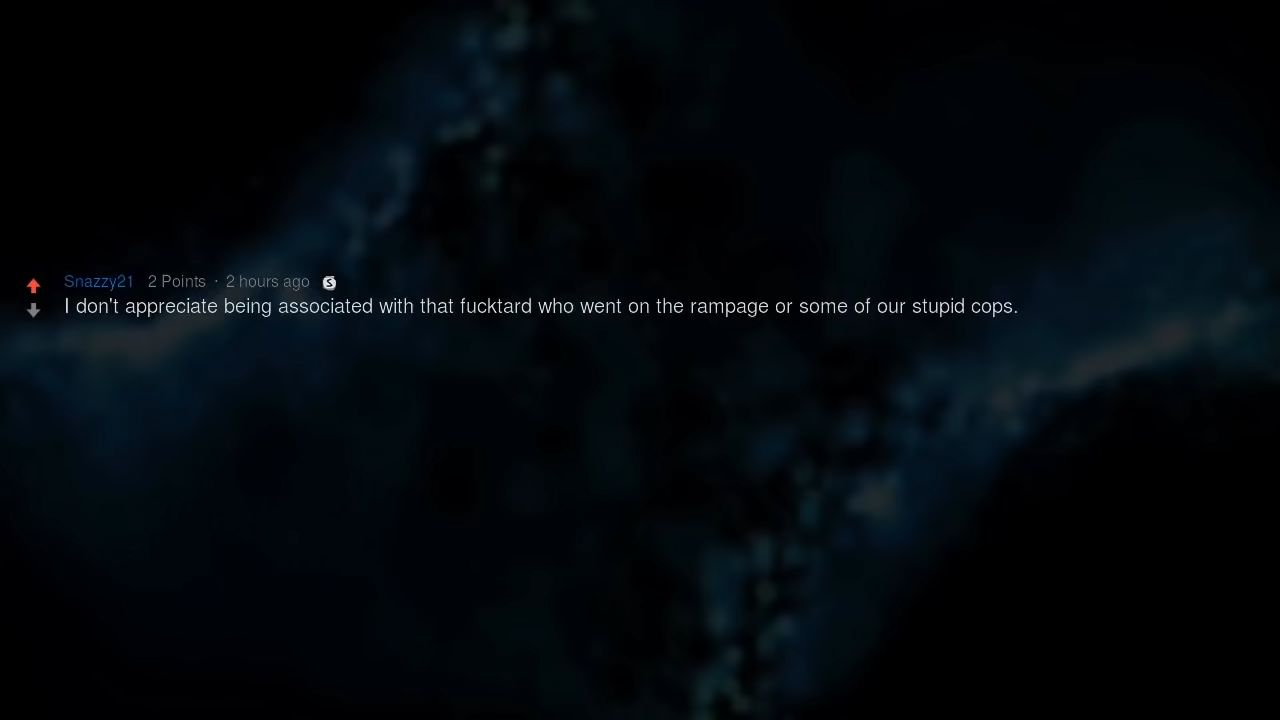 Snazzy21 2 Points · 2 hours ago S
I don't appreciate being associated with that fucktard who went on the rampage or some of our stupid cops.